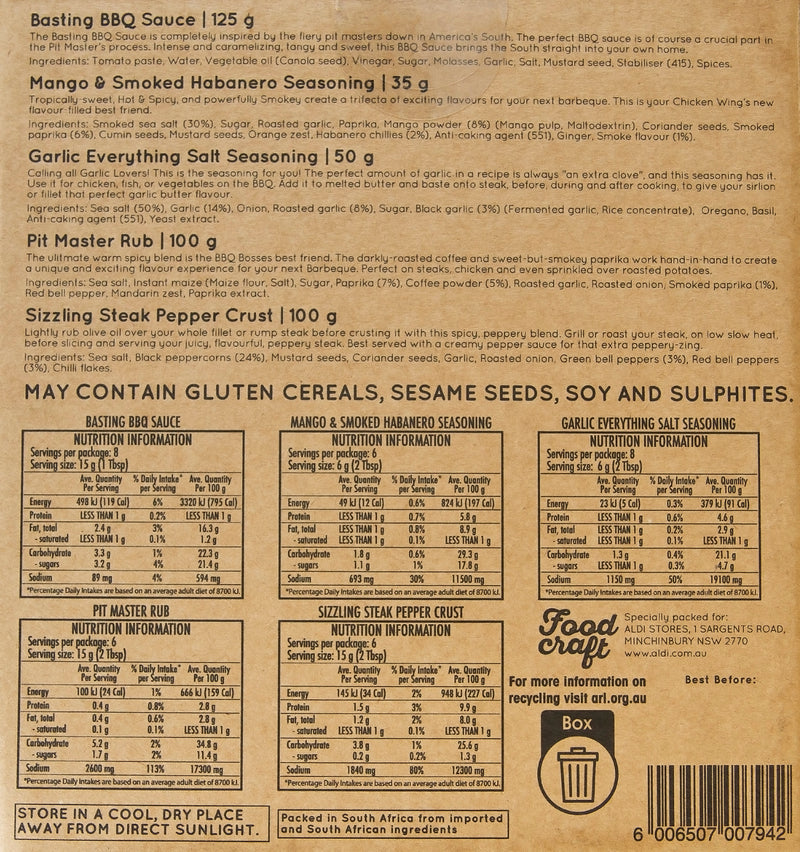 Basting BBQ Sauce | 125 g
The Basting BBQ Sauce is completely inspired by the fiery pit masters down in America's South. The perfect BBQ sauce is of course a crucial part in
the Pit Master's process. Intense and caramelizing, tangy and sweet, this BBQ Sauce brings the South straight into your own home.
Ingredients: Tomato paste, Water, Vegetable oil (Canola seed), Vinegar, Sugar, Molasses, Garlic, Salt, Mustard seed, Stabiliser (415), Spices.
Mango & Smoked Habanero Seasoning | 35 g
Tropically sweet, Hot & Spicy, and powerfully Smokey create a trifecta of exciting flavours for your next barbeque. This is your Chicken Wing's new
flavour-filled best friend.
Ingredients: Smoked sea salt (30%), Sugar, Roasted garlic, Paprika, Mango powder (8%) (Mango pulp, Maltodextrin), Coriander seeds, Smoked
paprika (6%), Cumin seeds, Mustard seeds, Orange zest, Habanero chillies (2%), Anti-caking agent (551), Ginger, Smoke flavour (1%).
Garlic Everything Salt Seasoning | 50 g
Calling all Garlic Lovers! This is the seasoning for you! The perfect amount of garlic in a recipe is always "an extra clove", and this seasoning has it.
Use it for chicken, fish, or vegetables on the BBQ. Add it to melted butter and baste onto steak, before, during and after cooking, to give your sirlion
or fillet that perfect garlic butter flavour.
Ingredients: Sea salt (50%), Garlic (14%), Onion, Roasted garlic (8%), Sugar, Black garlic (3%) (Fermented garlic, Rice concentrate), Oregano, Basil,
Anti-caking agent (551), Yeast extract.
Pit Master Rub | 100 g
The ulitmate warm spicy blend is the BBQ Bosses best friend. The darkly-roasted coffee and sweet-but-smokey paprika work hand-in-hand to create
a unique and exciting flavour experience for your next Barbeque. Perfect on steaks, chicken and even sprinkled over roasted potatoes.
Ingredients: Sea salt, Instant maize (Maize flour, Salt), Sugar, Paprika (7%), Coffee powder (5%), Roasted garlic, Roasted onion, Smoked paprika (1%),
Red bell pepper, Mandarin zest, Paprika extract.
Sizzling Steak Pepper Crust | 100 g
Lightly rub olive oil over your whole fillet or rump steak before crusting it with this spicy, peppery blend. Grill or roast your steak, on low slow heat,
before slicing and serving your juicy, flavourful, peppery steak. Best served with a creamy pepper sauce for that extra peppery-zing.
Ingredients: Sea salt, Black peppercorns (24%), Mustard seeds, Coriander seeds, Garlic, Roasted onion, Green bell peppers (3%), Red bell peppers
(3%), Chilli flakes.
MAY CONTAIN GLUTEN CEREALS, SESAME SEEDS, SOY AND SULPHITES.
BASTING BBQ SAUCE
NUTRITION INFORMATION
Servings per package: 8
Serving size: 15 g (1 Tbsp)
Ave. Quantity % Daily Intake* Ave. Quantity
Per Serving per Serving Per 100 g
Energy 498 kJ (119 Cal) 6% 3320 kJ (795 Cal)
Protein LESS THAN 1 g 0.2% LESS THAN 1 g
Fat, total 2.4 g 3% 16.3 g
- saturated LESS THAN 1 g 0.1% 1.2 g
Carbohydrate 3.3 g 1% 22.3 g
- sugars 3.2 g 4% 21.4 g
Sodium 89 mg 4% 594 mg
*Percentage Daily Intakes are based on an average adult diet of 8700 kJ.
MANGO & SMOKED HABANERO SEASONING
NUTRITION INFORMATION
Servings per package: 6
Serving size: 6 g (2 Tbsp)
Ave. Quantity % Daily Intake* Ave. Quantity
Per Serving per Serving Per 100 g
Energy 49 kJ (12 Cal) 0.6% 824 kJ (197 Cal)
Protein LESS THAN 1 g 0.7% 5.8 g
Fat, total LESS THAN 1 g 0.8% 8.9 g
- saturated LESS THAN 1 g 0.1% LESS THAN 1 g
Carbohydrate 1.8 g 0.6% 29.3 g
- sugars 1.1 g 1% 17.8 g
Sodium 693 mg 30% 11500 mg
*Percentage Daily Intakes are based on an average adult diet of 8700 kJ.
GARLIC EVERYTHING SALT SEASONING
NUTRITION INFORMATION
Servings per package: 8
Serving size: 6 g (2 Tbsp)
Ave. Quantity % Daily Intake* Ave. Quantity
Per Serving per Serving Per 100 g
Energy 23 kJ (5 Cal) 0.3% 379 kJ (91 Cal)
Protein LESS THAN 1 g 0.6% 4.6 g
Fat, total LESS THAN 1 g 0.2% 2.9 g
- saturated LESS THAN 1 g 0.1% LESS THAN 1 g
Carbohydrate 1.3 g 0.4% 21.1 g
- sugars LESS THAN 1 g 0.3% 4.7 g
Sodium 1150 mg 50% 19100 mg
*Percentage Daily Intakes are based on an average adult diet of 8700 kJ.
PIT MASTER RUB
NUTRITION INFORMATION
Servings per package: 6
Serving size: 15 g (2 Tbsp)
Ave. Quantity % Daily Intake* Ave. Quantity
Per Serving per Serving Per 100 g
Energy 100 kJ (24 Cal) 1% 666 kJ (159 Cal)
Protein 0.4 g 0.8% 2.8 g
Fat, total 0.4 g 0.6% 2.8 g
- saturated 0.1 g 0.1% LESS THAN 1 g
Carbohydrate 5.2 g 2% 34.8 g
- sugars 1.7 g 2% 11.4 g
Sodium 2600 mg 113% 17300 mg
*Percentage Daily Intakes are based on an average adult diet of 8700 kJ.
SIZZLING STEAK PEPPER CRUST
NUTRITION INFORMATION
Servings per package: 6
Serving size: 15 g (2 Tbsp)
Ave. Quantity % Daily Intake* Ave. Quantity
Per Serving per Serving Per 100 g
Energy 145 kJ (34 Cal) 2% 948 kJ (227 Cal)
Protein 1.5 g 3% 9.9 g
Fat, total 1.2 g 2% 8.0 g
- saturated LESS THAN 1 g 0.1% LESS THAN 1 g
Carbohydrate 3.8 g 1% 25.6 g
- sugars 0.2 g 0.2% 1.3 g
Sodium 1840 mg 80% 12300 mg
*Percentage Daily Intakes are based on an average adult diet of 8700 kJ.
Food
craft
Specially packed for:
ALDI STORES, 1 SARGENTS ROAD,
MINCHINBURY NSW 2770
www.aldi.com.au
For more information on
recycling visit arl.org.au
Best Before:
Box
STORE IN A COOL, DRY PLACE
AWAY FROM DIRECT SUNLIGHT.
Packed in South Africa from imported
and South African ingredients
6 006507 007942